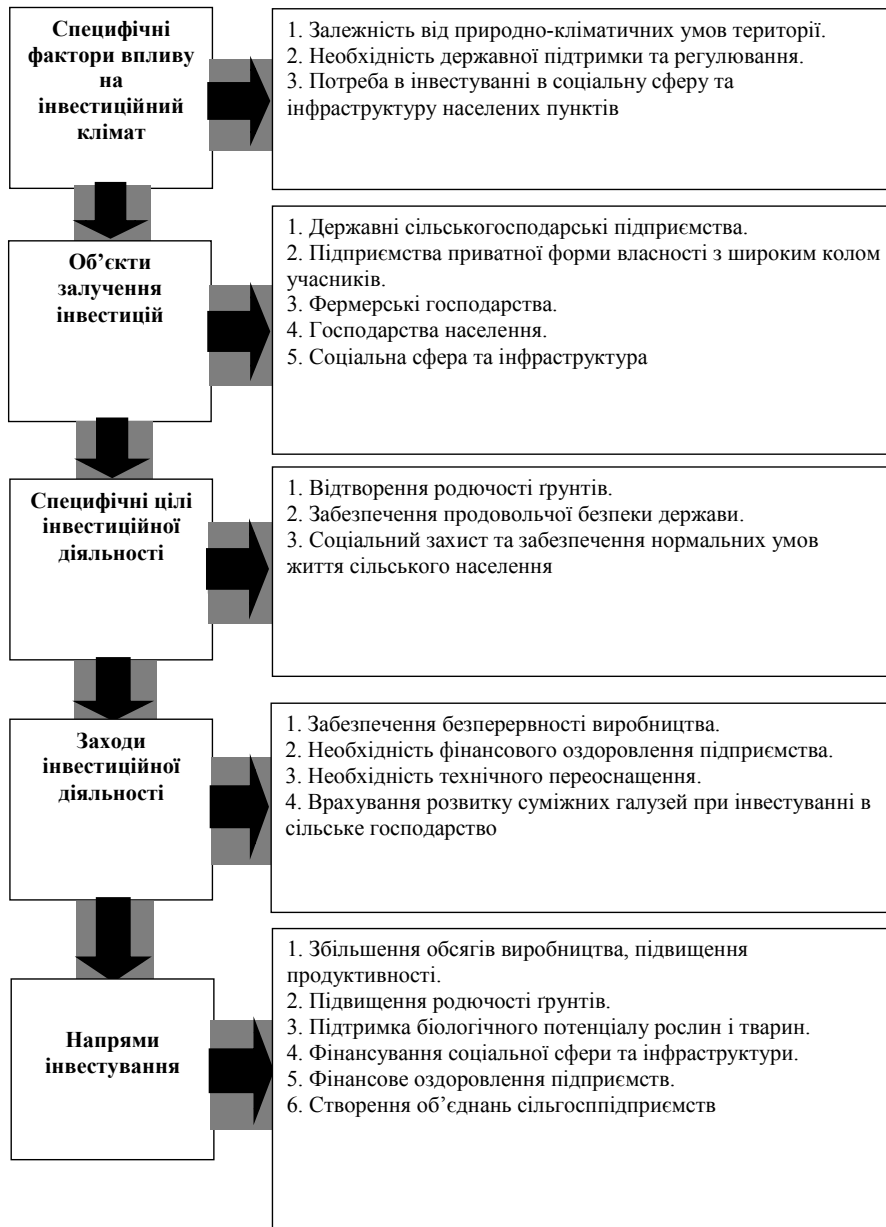 Специфічні
фактори впливу
на
інвестиційний
клімат
1. Залежність від природно-кліматичних умов території.
2. Необхідність державної підтримки та регулювання.
3. Потреба в інвестуванні в соціальну сферу та
інфраструктуру населених пунктів
Об’єкти
залучення
інвестицій
1. Державні сільськогосподарські підприємства.
2. Підприємства приватної форми власності з широким колом
учасників.
3. Фермерські господарства.
4. Господарства населення.
5. Соціальна сфера та інфраструктура
Специфічні цілі
інвестиційної
діяльності
1. Відтворення родючості ґрунтів.
2. Забезпечення продовольчої безпеки держави.
3. Соціальний захист та забезпечення нормальних умов
життя сільського населення
Заходи
інвестиційної
діяльності
1. Забезпечення безперервності виробництва.
2. Необхідність фінансового оздоровлення підприємства.
3. Необхідність технічного переоснащення.
4. Врахування розвитку суміжних галузей при інвестуванні в
сільське господарство
Напрями
інвестування
1. Збільшення обсягів виробництва, підвищення
продуктивності.
2. Підвищення родючості ґрунтів.
3. Підтримка біологічного потенціалу рослин і тварин.
4. Фінансування соціальної сфери та інфраструктури.
5. Фінансове оздоровлення підприємств.
6. Створення об’єднань сільгосппідприємств